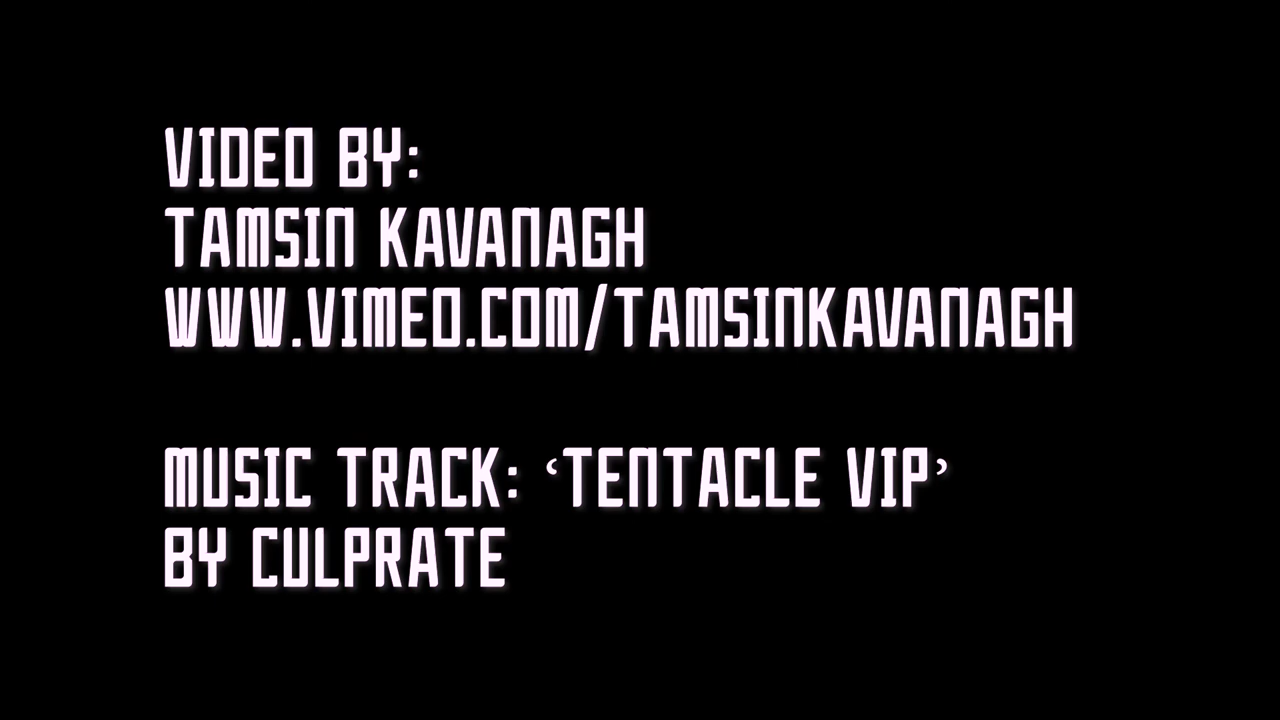 VIDEO BY:
TAMSIN KAVANAGH
WWW.VIMEO.COM/TAMSINKAVANAGH
MUSIC TRACK: ‘TENTACLE VIP’
BY CULPRATE